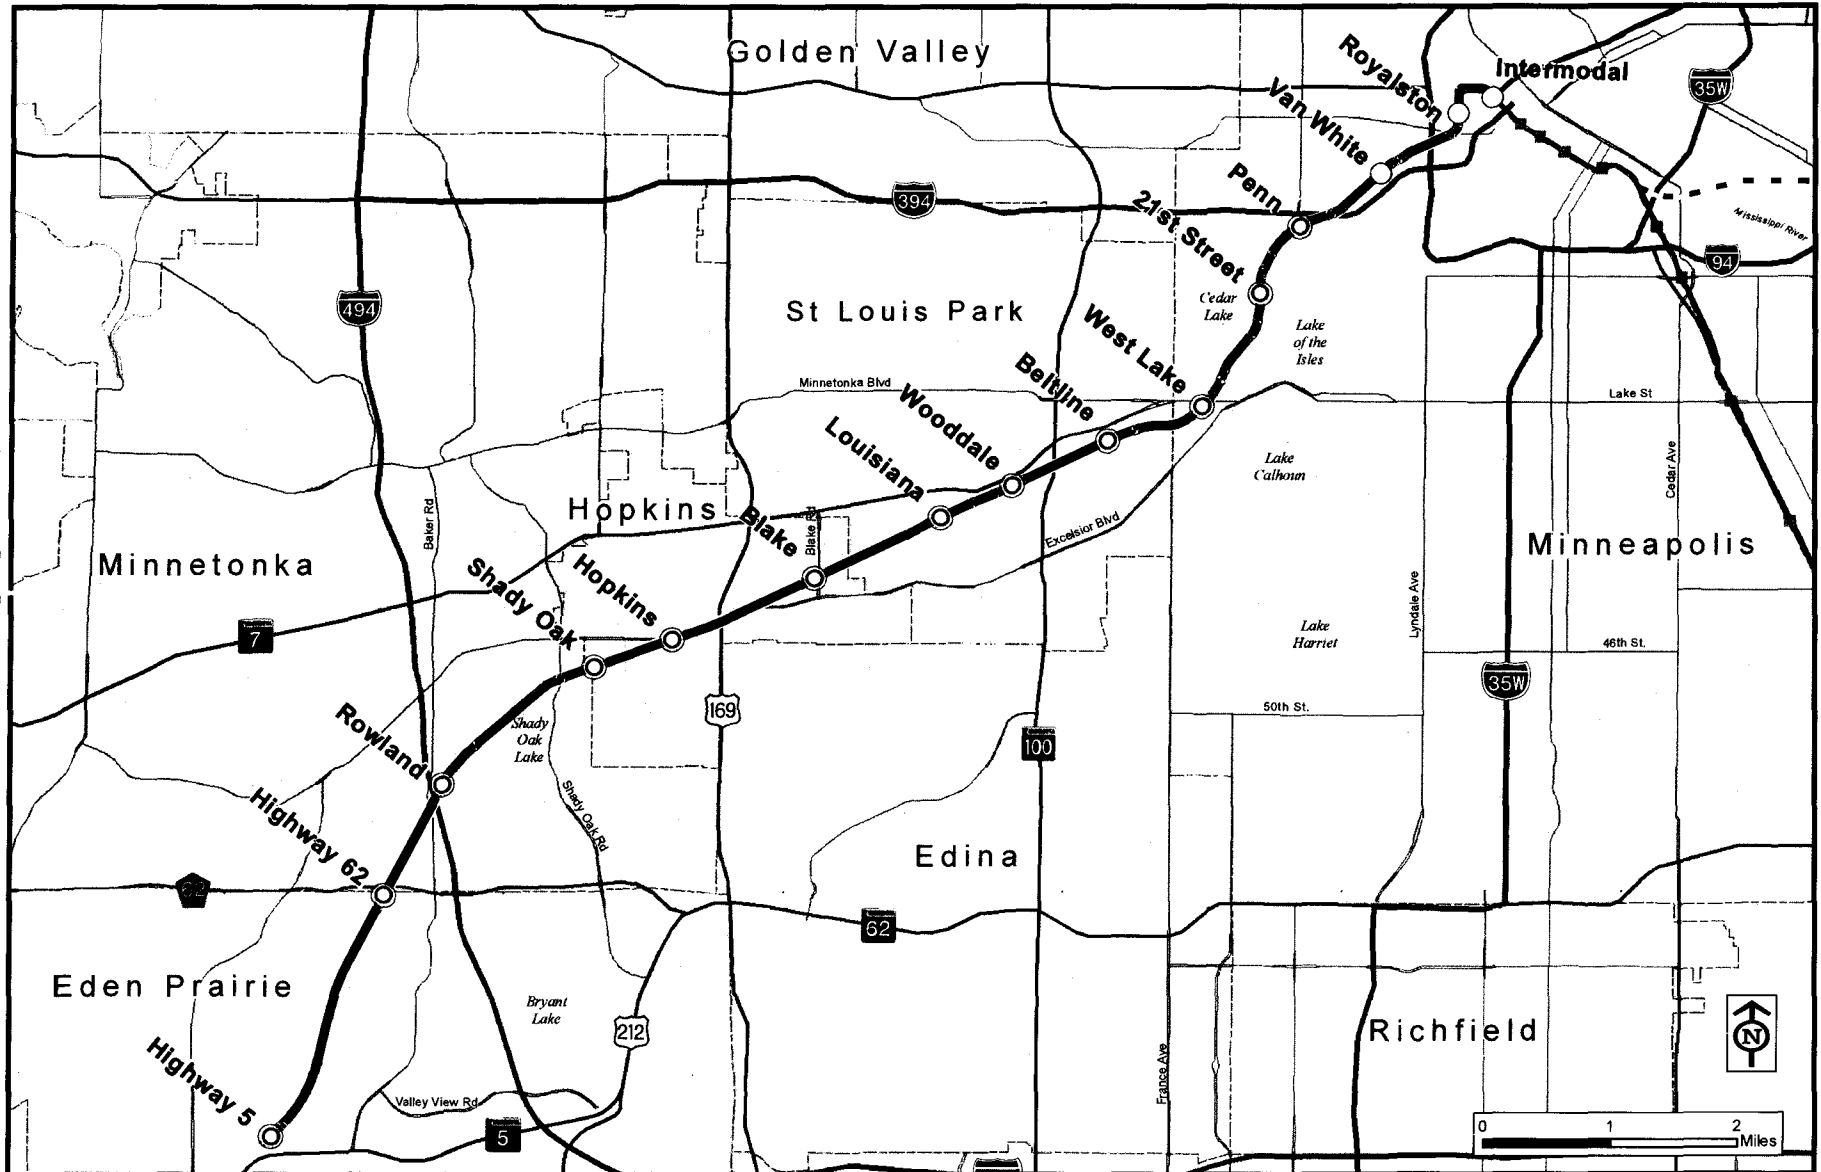 Golden Valley
Royalston
Intermodal
35W
Van White
Penn
394
21st Street
Mississippi River
94
494
St Louis Park
Cedar
Lake
Lake
of the
Isles
West Lake
Beltline
Minnetonka Blvd
Lake St
Wooddale
Louisiana
Lake
Calhoun
Cedar Ave
Hopkins
Baker Rd
Blake
Blake Rd
Excelsior Blvd
Minneapolis
Minnetonka
Shady Oak
Hopkins
Lyndale Ave
7
Lake
Harriet
46th St.
35W
169
50th St.
Rowland
Shady
Oak
Lake
100
Highway 62
Shady Oak Rd
Edina
62
Eden Prairie
Bryant
Lake
212
Richfield
N
Highway 5
France Ave
Valley View Rd
5
0 1 2
Miles